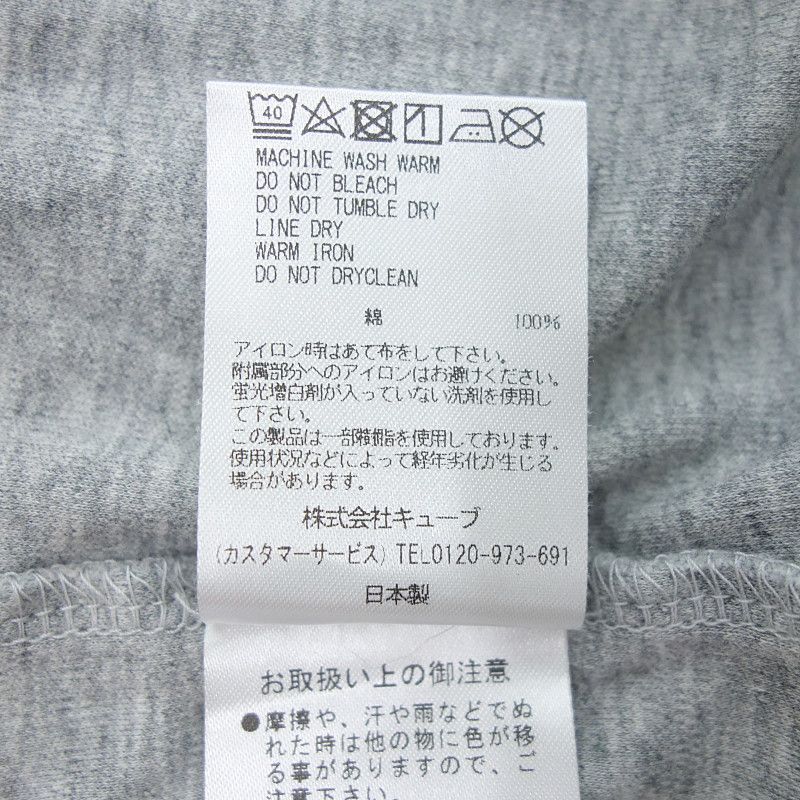 40
MACHINE WASH WARM
DO NOT BLEACH
DO NOT TUMBLE DRY
LINE DRY
WARM IRON
DO NOT DRYCLEAN
綿 100%
アイロン時はあて布をして下さい。
附属部分へのアイロンはお避けください。
蛍光増白剤が入っていない洗剤を使用し
て下さい。
この製品は一部樹脂を使用しております。
使用状況などによって経年劣化が生じる
場合があります。
株式会社キューブ
(カスタマーサービス) TEL0120-973-691
日本製
お取扱い上の御注意
●摩擦や、汗や雨などでぬ
れた時は他の物に色が移
る事がありますので、ご
注意下さい。